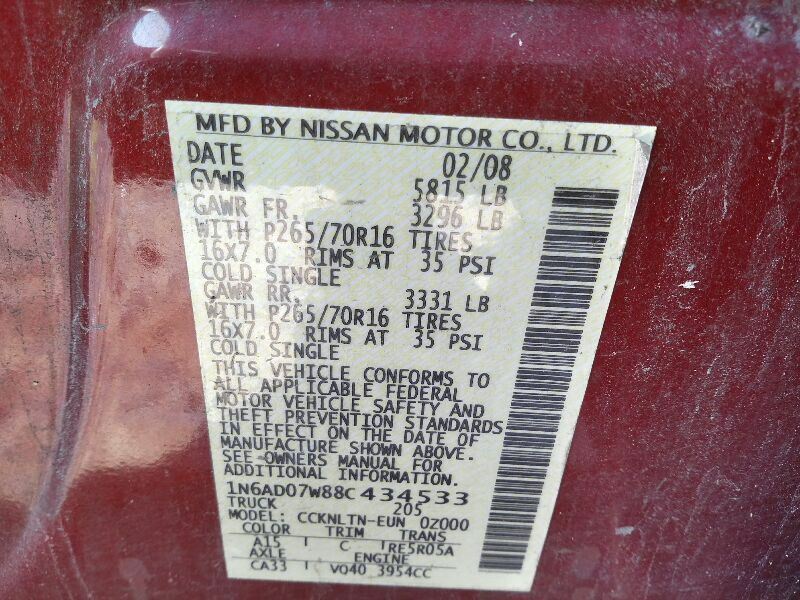 MFD BY NISSAN MOTOR CO., LTD.
DATE 02/08
GVWR 5815 LB
GAWR FR. 3296 LB
WITH P265/70R16 TIRES
16X7.0 RIMS AT 35 PSI
COLD SINGLE
GAWR RR. 3331 LB
WITH P265/70R16 TIRES
16X7.0 RIMS AT 35 PSI
COLD SINGLE
THIS VEHICLE CONFORMS TO
ALL APPLICABLE FEDERAL
MOTOR VEHICLE SAFETY AND
THEFT PREVENTION STANDARDS
IN EFFECT ON THE DATE OF
MANUFACTURE SHOWN ABOVE.
SEE OWNERS MANUAL FOR
ADDITIONAL INFORMATION.
1N6AD07W88C434533
TRUCK 205
MODEL: CCKNLTN-EUN 0Z000
COLOR TRIM TRANS
A15 C RE5R05A
AXLE ENGINE
CA33 VQ40 3954CC